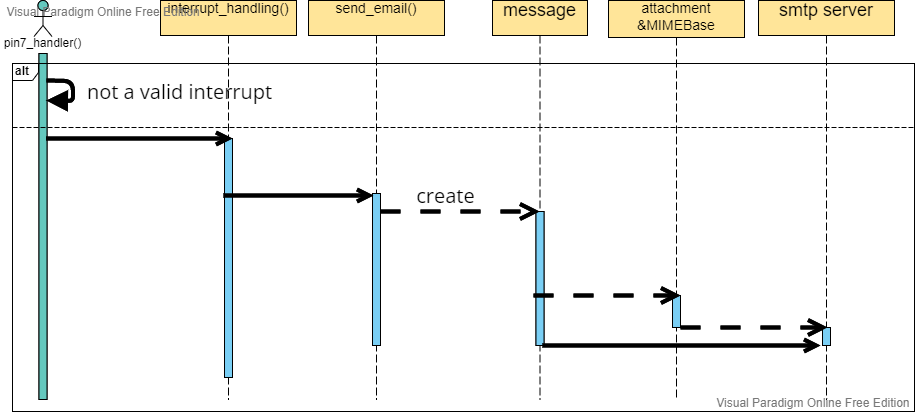 Visual Paradigm Online Free Edition
interrupt_handling()
send_email()
message
attachment
&MIMEBase
smtp server
pin7_handler()
alt
not a valid interrupt
create
Visual Paradigm Online Free Edition